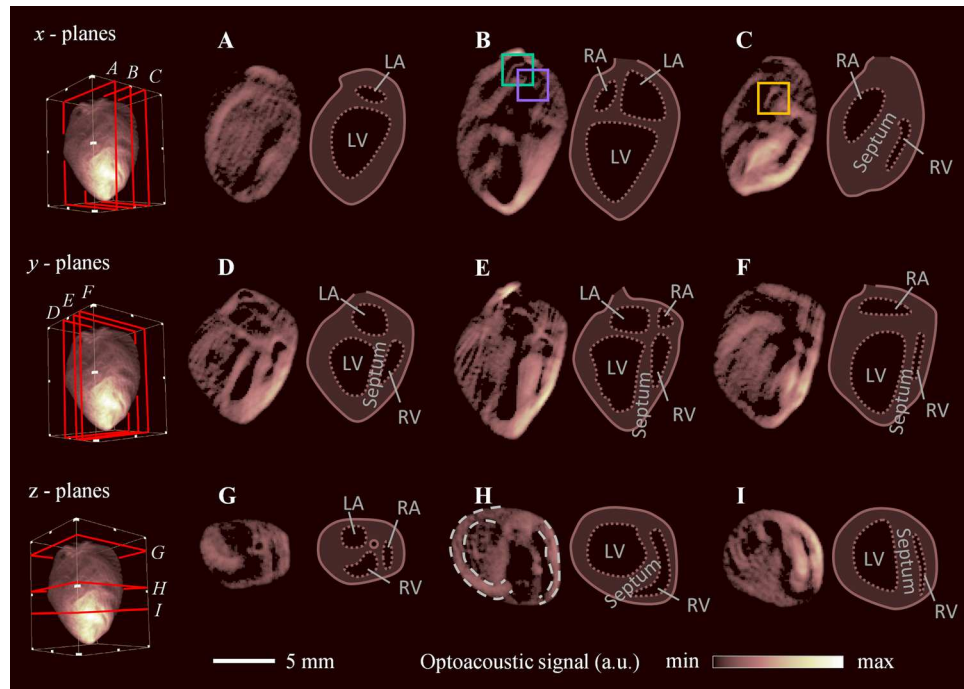 x - planes
A
B
C
A
B
C
LA
LV
RA
LA
LV
RA
Septum
RV
y - planes
D
E
F
D
E
F
LA
LV
Septum
RV
LA
RA
LV
Septum
RV
RA
LV
Septum
RV
z - planes
G
H
I
G
H
I
LA
RA
RV
LV
Septum
RV
LV
Septum
RV
5 mm
Optoacoustic signal (a.u.)
min
max